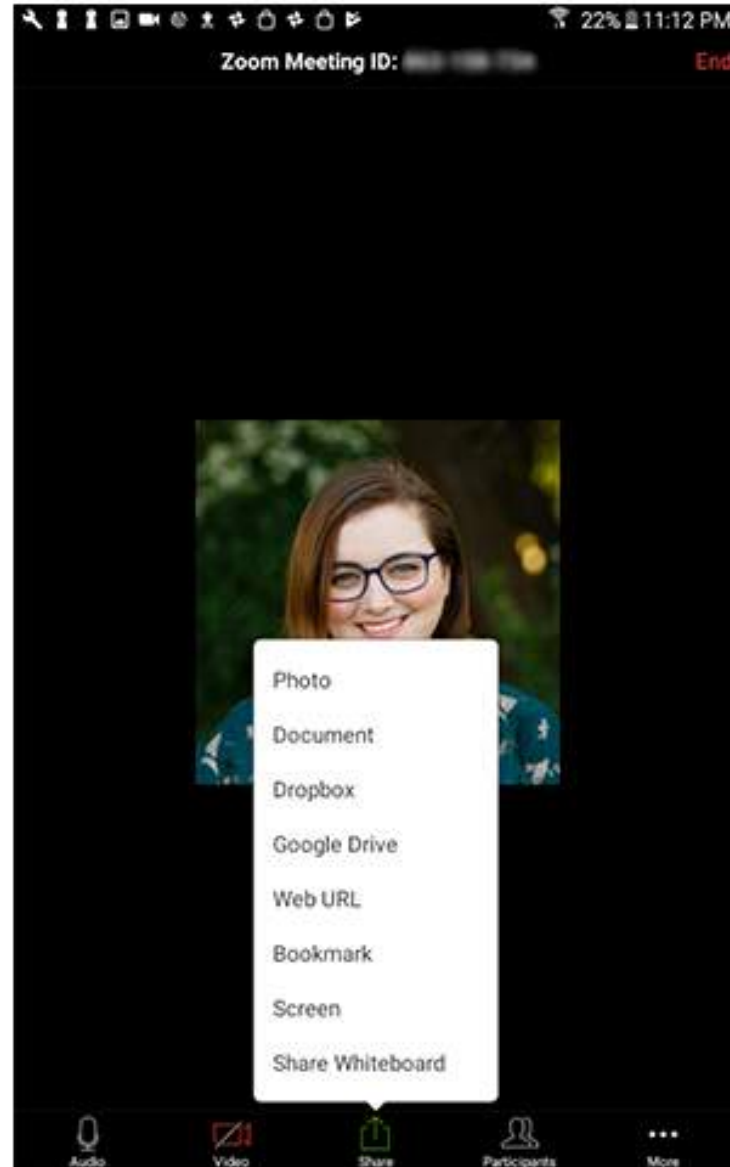 22% 11:12 PM
Zoom Meeting ID: End
Photo
Document
Dropbox
Google Drive
Web URL
Bookmark
Screen
Share Whiteboard
Audio Video Share Participants More